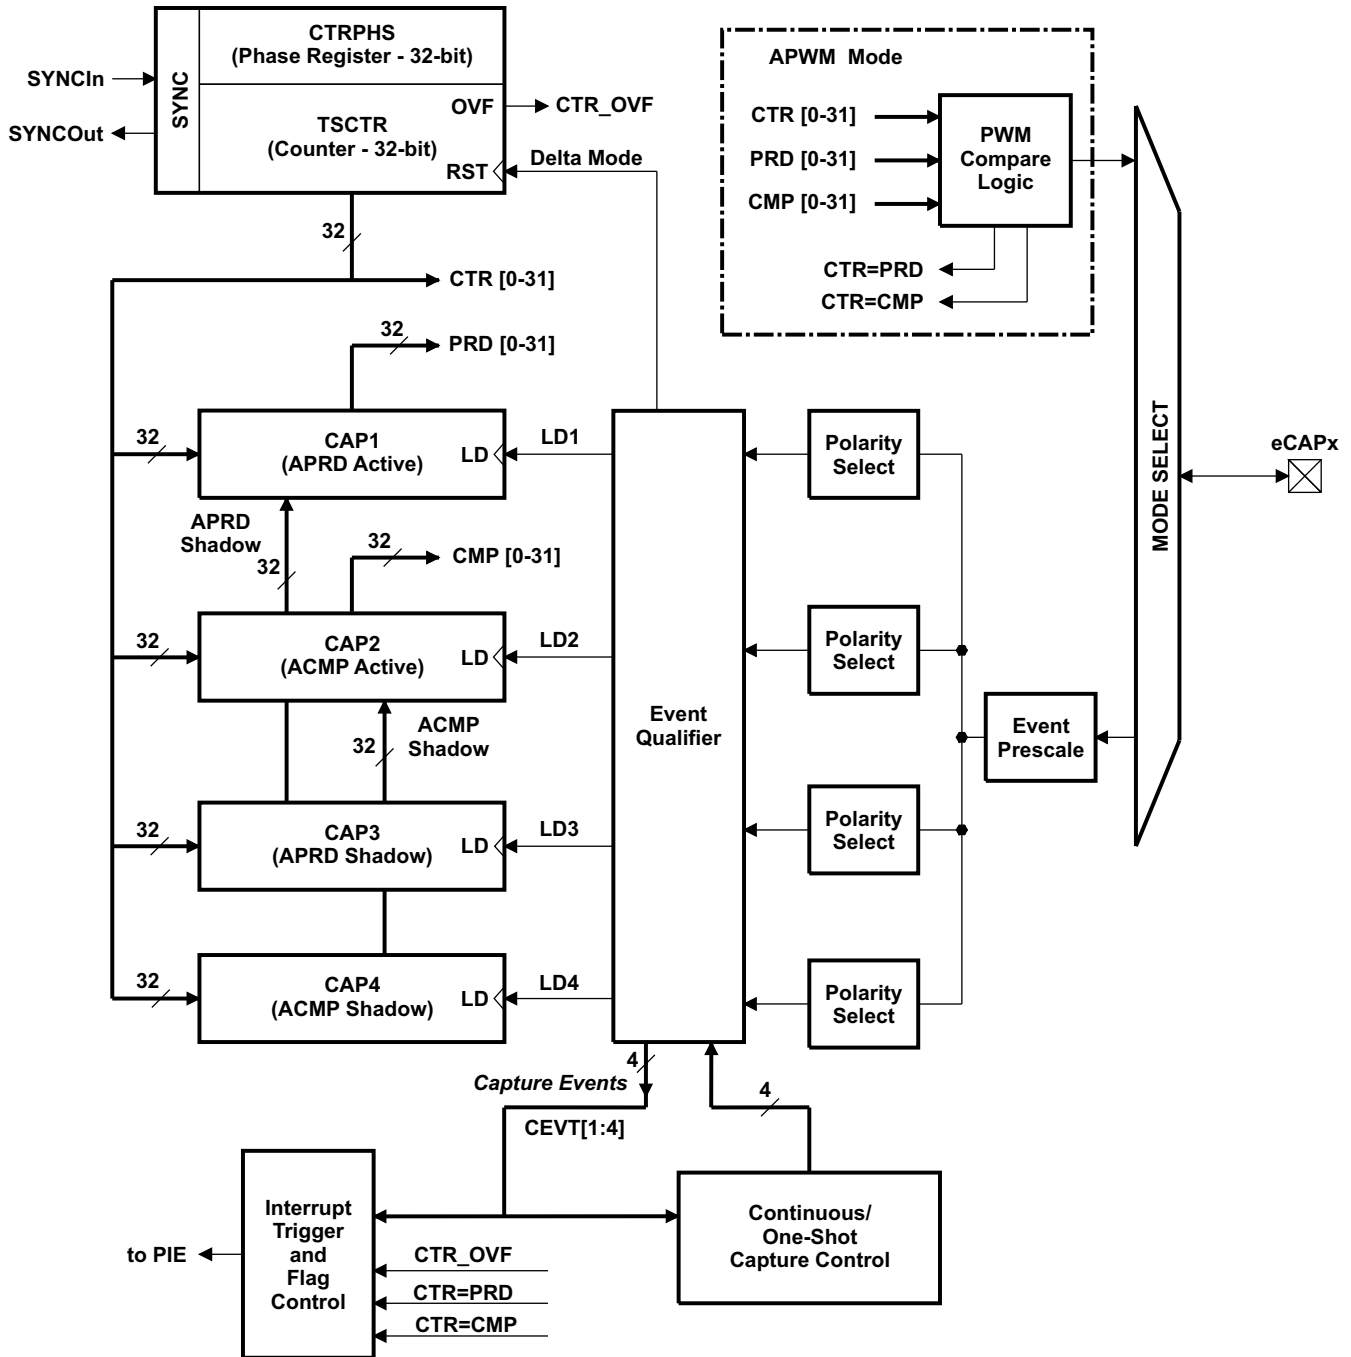 CTRPHS
(Phase Register - 32-bit)
SYNC
SYNCIn
SYNCOut
OVF
CTR_OVF
TSCTR
(Counter - 32-bit)
RST
Delta Mode
32
CTR [0-31]
32
PRD [0-31]
APWM Mode
CTR [0-31]
PRD [0-31]
CMP [0-31]
PWM
Compare
Logic
CTR=PRD
CTR=CMP
MODE SELECT
eCAPx
32
CAP1
(APRD Active)
LD
LD1
Polarity
Select
APRD
Shadow
32
32
CMP [0-31]
32
CAP2
(ACMP Active)
LD
LD2
Polarity
Select
Event
Qualifier
ACMP
Shadow
32
Event
Prescale
32
CAP3
(APRD Shadow)
LD
LD3
Polarity
Select
32
CAP4
(ACMP Shadow)
LD
LD4
Polarity
Select
4
Capture Events
CEVT[1:4]
4
Interrupt
Trigger
and
Flag
Control
to PIE
CTR_OVF
CTR=PRD
CTR=CMP
Continuous/
One-Shot
Capture Control